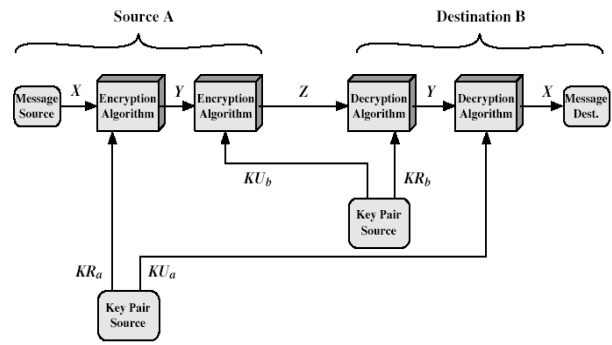 Source A
Destination B
Message
Source
X
Encryption
Algorithm
Y
Encryption
Algorithm
Z
Decryption
Algorithm
Y
Decryption
Algorithm
X
Message
Dest.
KUb
KRb
Key Pair
Source
KRa
KUa
Key Pair
Source